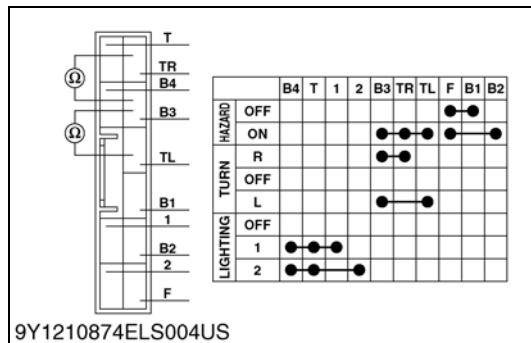 T
TR
B4
B3
TL
B1
1
B2
2
F
Ω
Ω
B4 T 1 2 B3 TR TL F B1 B2
HAZARD
OFF
ON
TURN
R
OFF
L
LIGHTING
OFF
1
2
9Y1210874ELS004US